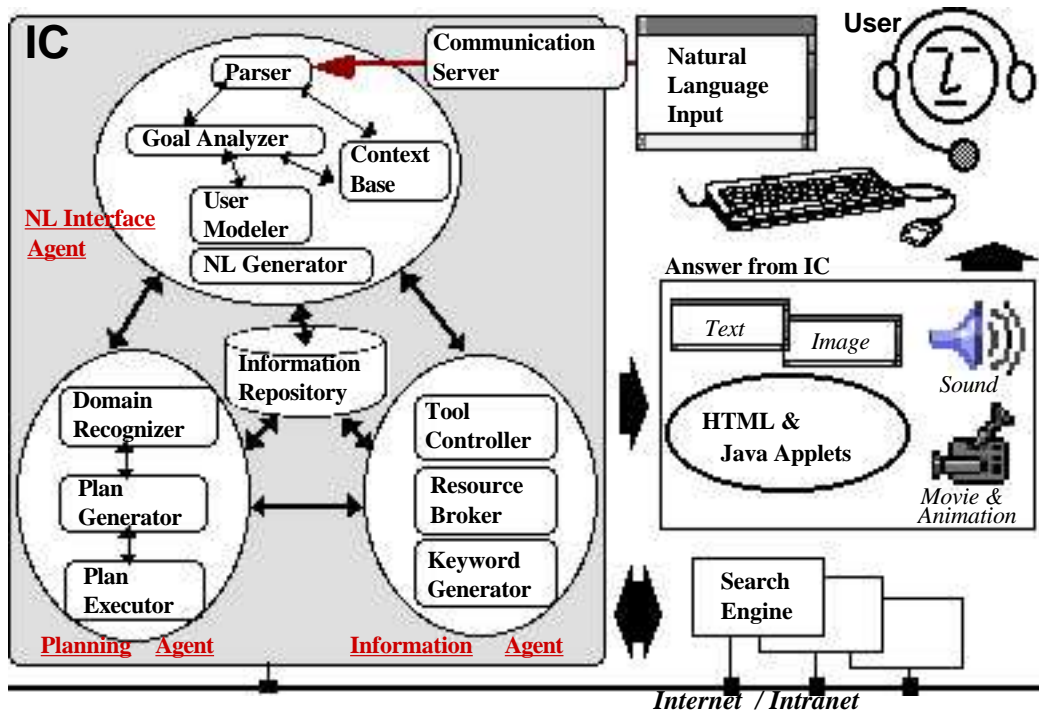 IC
Communication
Server
Parser
Goal Analyzer
Context
Base
User
Modeler
NL Generator
NL Interface
Agent
Information
Repository
Domain
Recognizer
Plan
Generator
Plan
Executor
Planning Agent
Tool
Controller
Resource
Broker
Keyword
Generator
Information Agent
Natural
Language
Input
User
Answer from IC
Text
Image
Sound
HTML &
Java Applets
Movie &
Animation
Search
Engine
Internet / Intranet